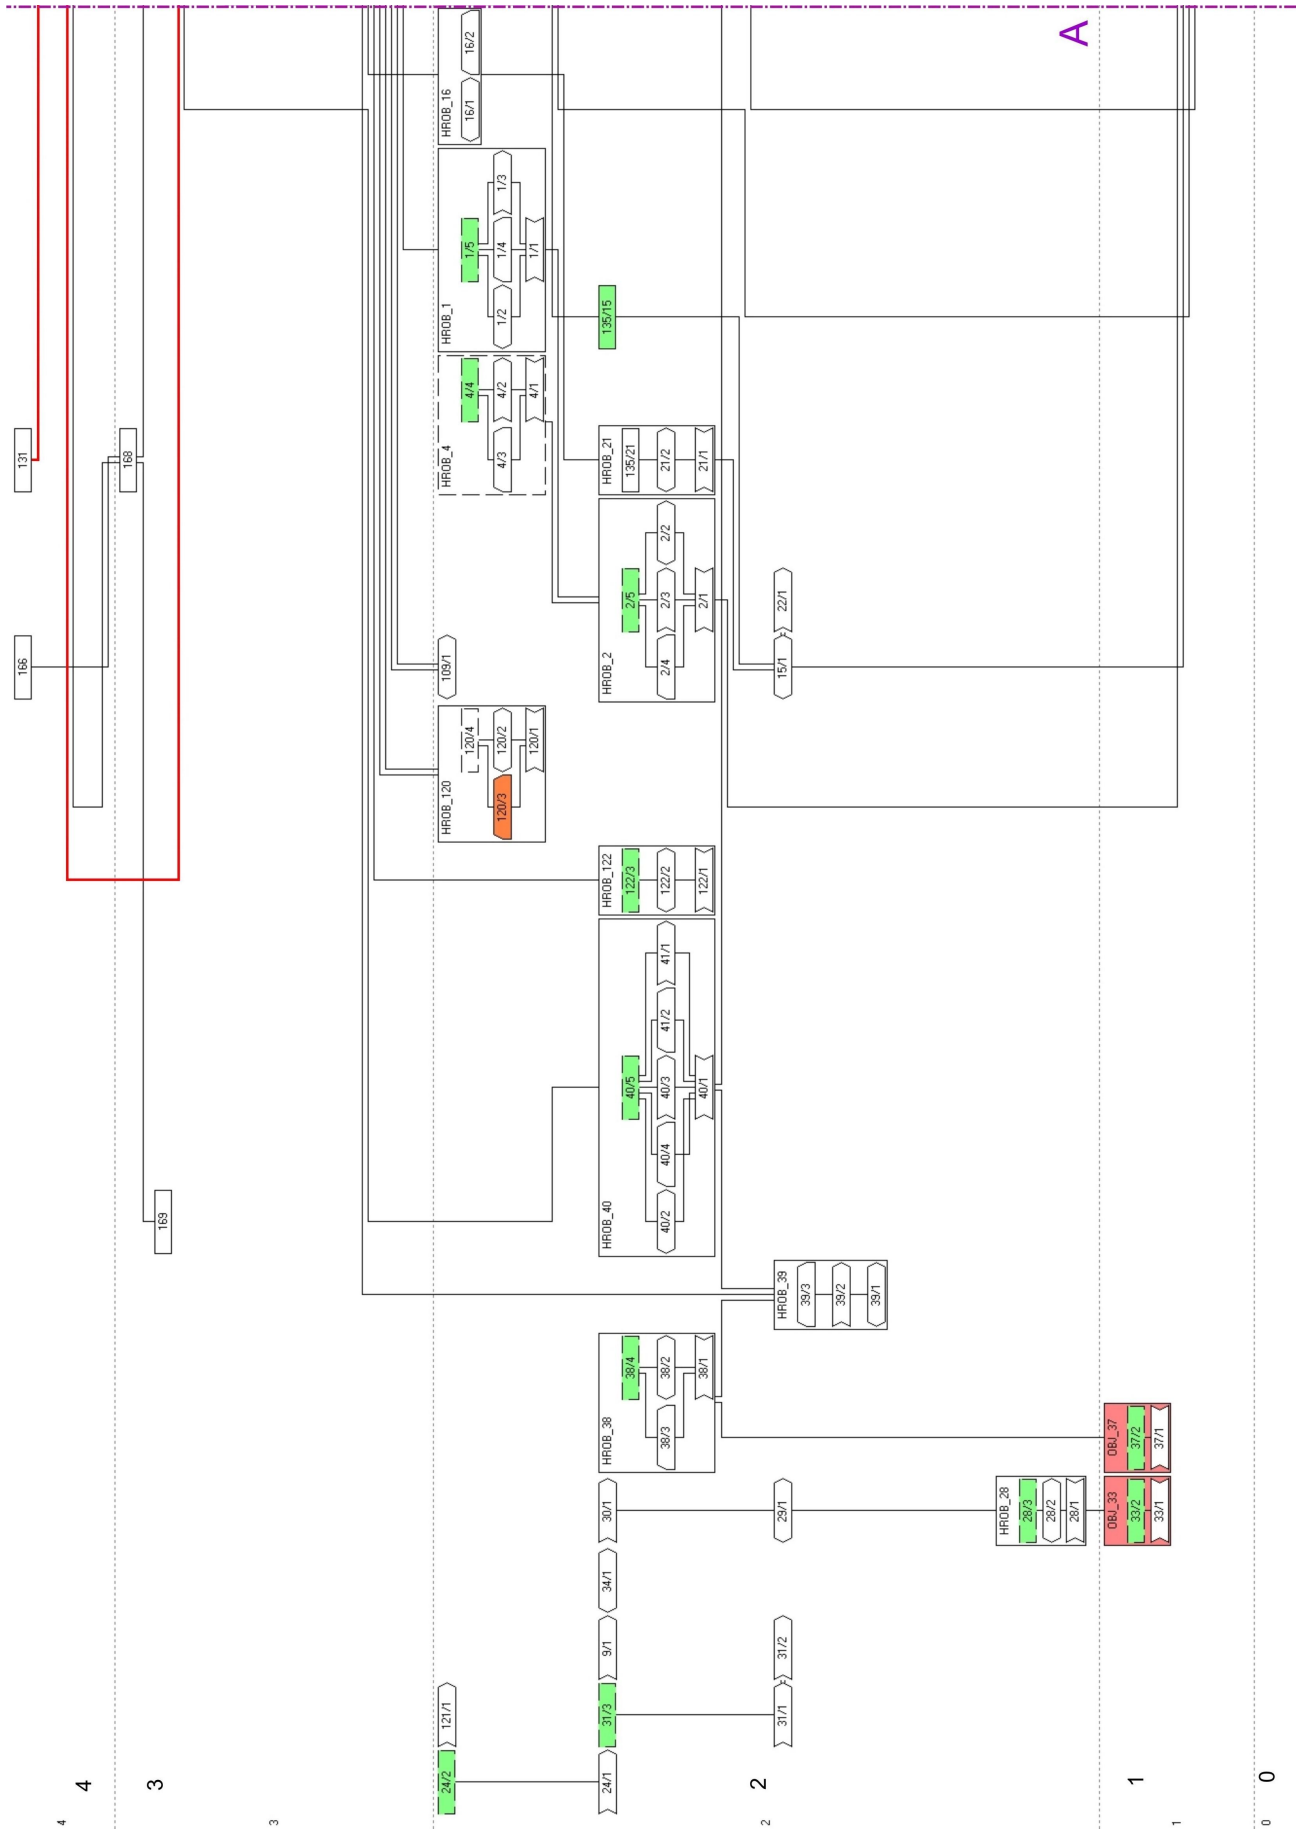 166 131
4
4
168
3
169
3
24/2 121/1 HROB_120 109/1 HROB_4 HROB_1 HROB_16
120/4 4/4 1/5 16/1 16/2
120/3 120/2 4/3 4/2 1/2 1/4 1/3
120/1 4/1 1/1
24/1 31/3 9/1 34/1 30/1 HROB_38 HROB_40 HROB_122 HROB_2 HROB_21 135/15
38/4 40/5 122/3 2/5 135/21
38/3 38/2 40/2 40/4 40/3 41/2 41/1 122/2 2/4 2/3 2/2 21/2
38/1 40/1 122/1 2/1 21/1
2 2
31/1 31/2 29/1 HROB_39 15/1 22/1
39/3
39/2
39/1
HROB_28
28/3
28/2
28/1
A
OBJ_33 OBJ_37
1 33/2 37/2
33/1 37/1
1
0 0